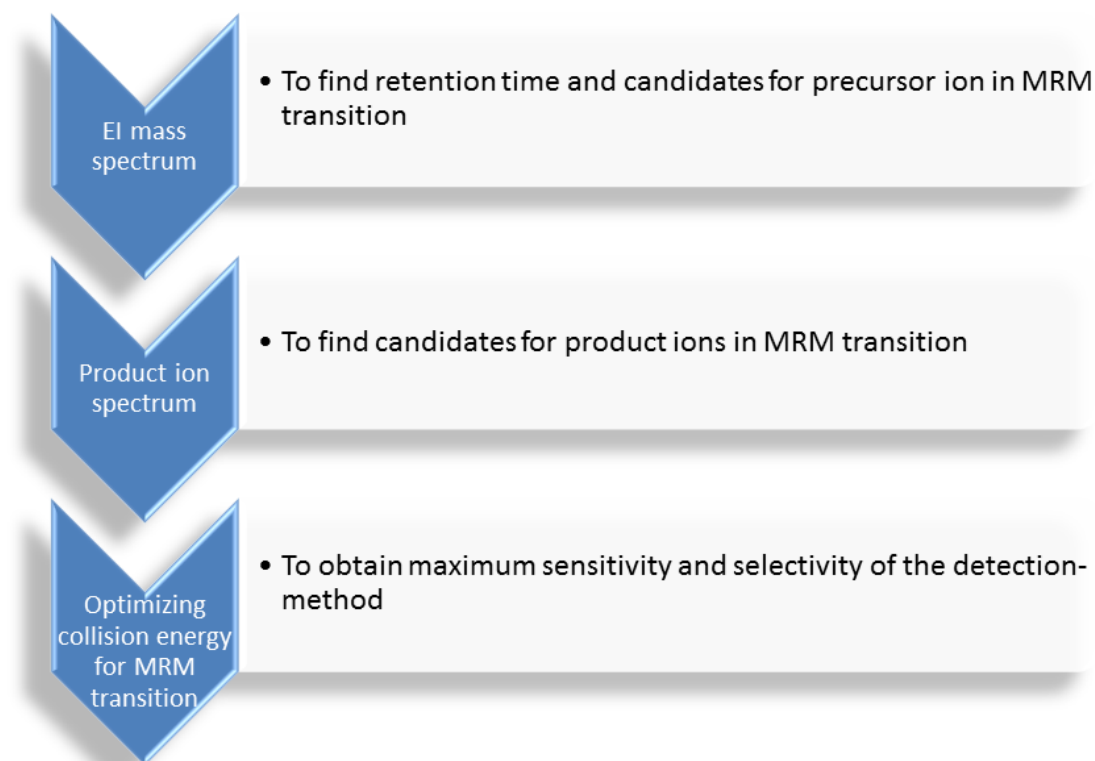 EI mass
spectrum
• To find retention time and candidates for precursor ion in MRM
transition
Product ion
spectrum
• To find candidates for product ions in MRM transition
Optimizing
collision energy
for MRM
transition
• To obtain maximum sensitivity and selectivity of the detection-
method